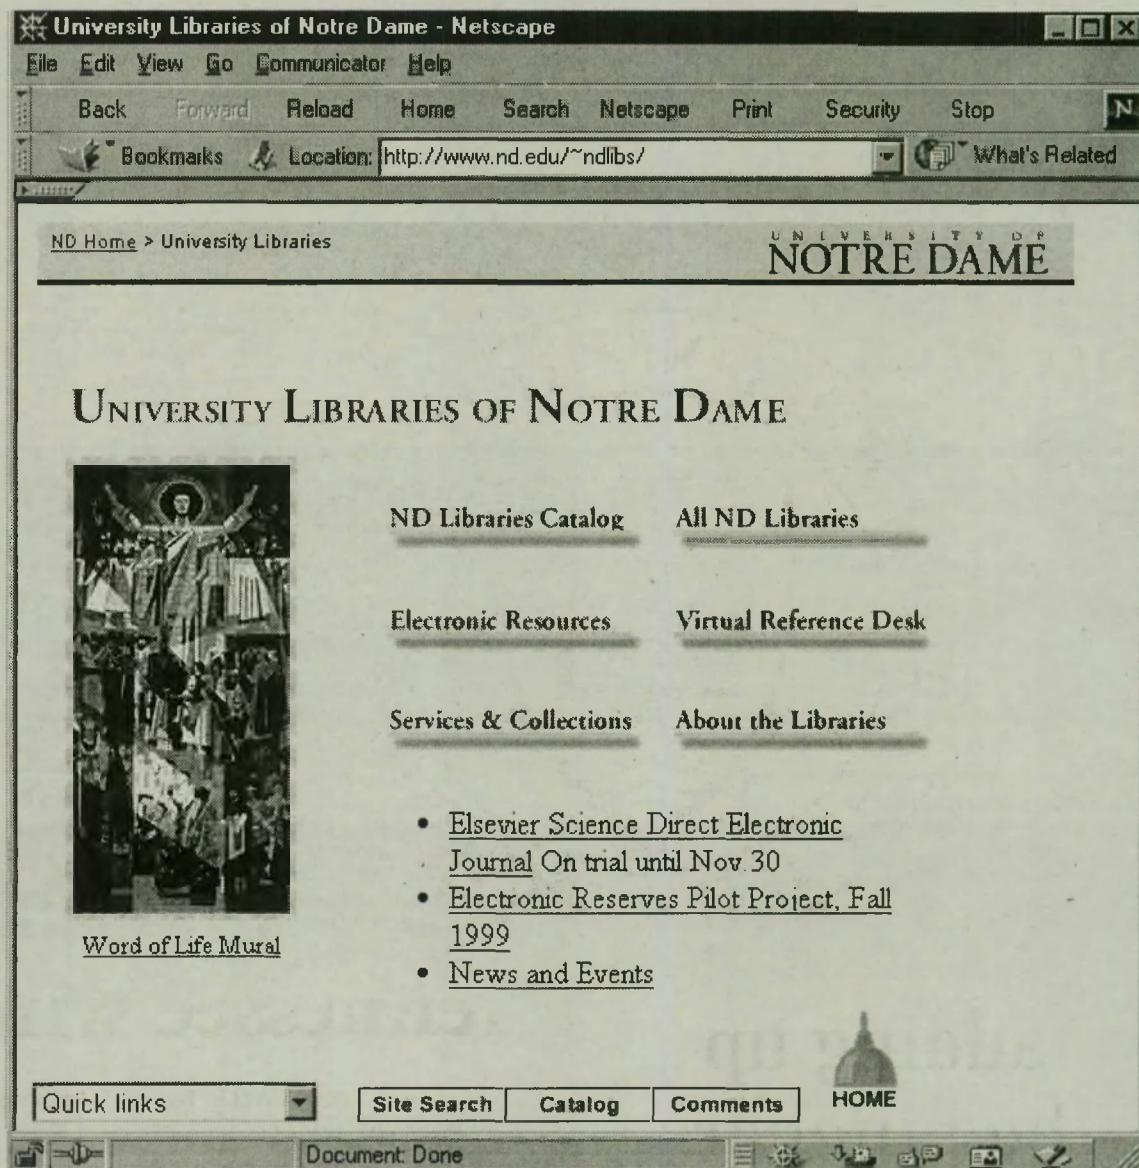 University Libraries of Notre Dame - Netscape
File Edit View Go Communicator Help
Back Forward Reload Home Search Netscape Print Security Stop N
Bookmarks Location: http://www.nd.edu/~ndlibs/ What's Related
ND Home > University Libraries
UNIVERSITY OF
NOTRE DAME
UNIVERSITY LIBRARIES OF NOTRE DAME
ND Libraries Catalog All ND Libraries
Electronic Resources Virtual Reference Desk
Services & Collections About the Libraries
• Elsevier Science Direct Electronic
Journal On trial until Nov. 30
• Electronic Reserves Pilot Project, Fall
1999
• News and Events
Word of Life Mural
Quick links Site Search Catalog Comments HOME
Document: Done